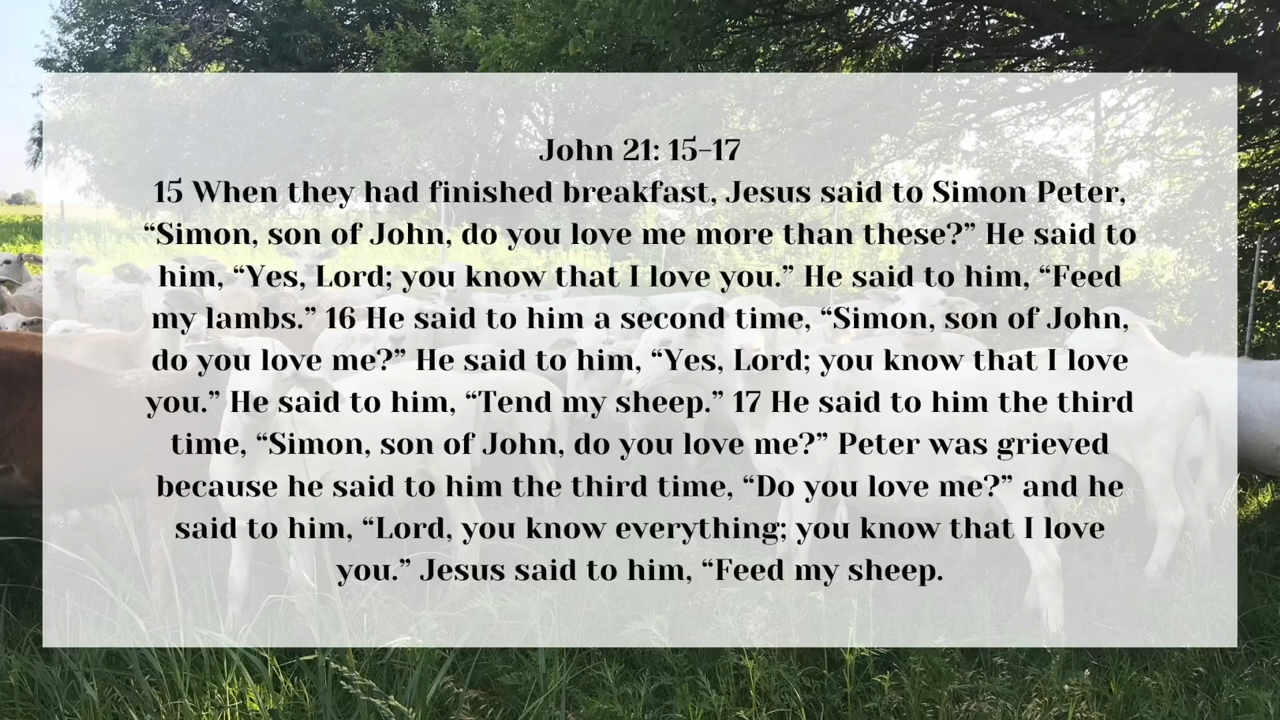 John 21: 15-17
15 When they had finished breakfast, Jesus said to Simon Peter,
“Simon, son of John, do you love me more than these?” He said to
him, “Yes, Lord; you know that I love you.” He said to him, “Feed
my lambs.” 16 He said to him a second time, “Simon, son of John,
do you love me?” He said to him, “Yes, Lord; you know that I love
you.” He said to him, “Tend my sheep.” 17 He said to him the third
time, “Simon, son of John, do you love me?” Peter was grieved
because he said to him the third time, “Do you love me?” and he
said to him, “Lord, you know everything; you know that I love
you.” Jesus said to him, “Feed my sheep.